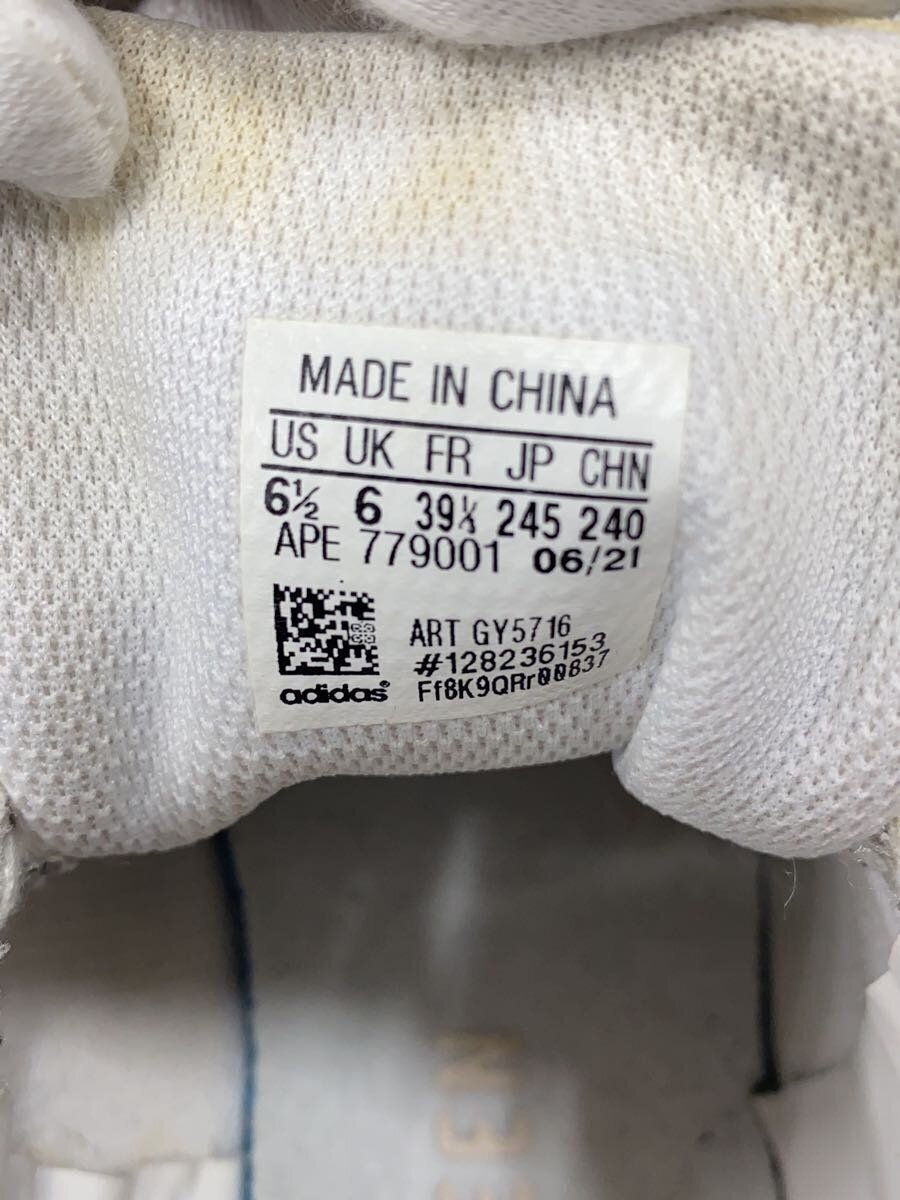 MADE IN CHINA
US UK FR JP CHN
6½ 6 39⅓ 245 240
APE 779001 06/21
ART GY5716
#128236153
adidas® Ff8K9QRr00837